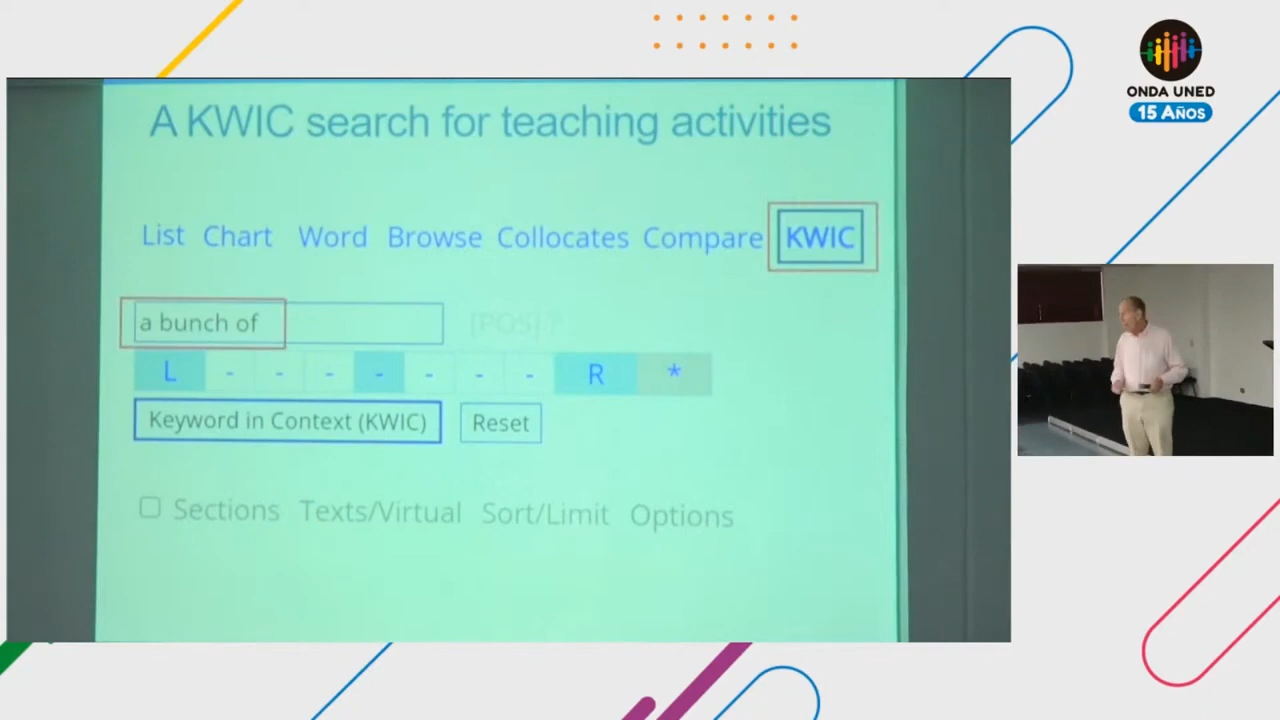 A KWIC search for teaching activities
List Chart Word Browse Collocates Compare KWIC
a bunch of [POS] ?
L - - - - - - - R *
Keyword in Context (KWIC) Reset
Sections Texts/Virtual Sort/Limit Options
ONDA UNED
15 AÑOS